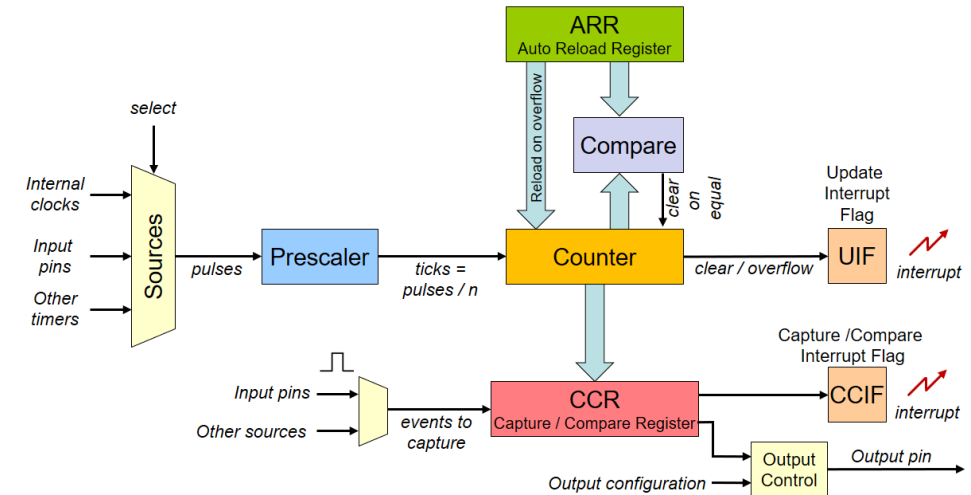 ARR
Auto Reload Register
select
Reload on overflow
Compare
clear
on
equal
Internal
clocks
Input
pins
Other
timers
Sources
pulses
Prescaler
ticks =
pulses / n
Counter
clear / overflow
Update
Interrupt
Flag
UIF
interrupt
Input pins
Other sources
events to
capture
CCR
Capture / Compare Register
Capture /Compare
Interrupt Flag
CCIF
interrupt
Output configuration
Output
Control
Output pin